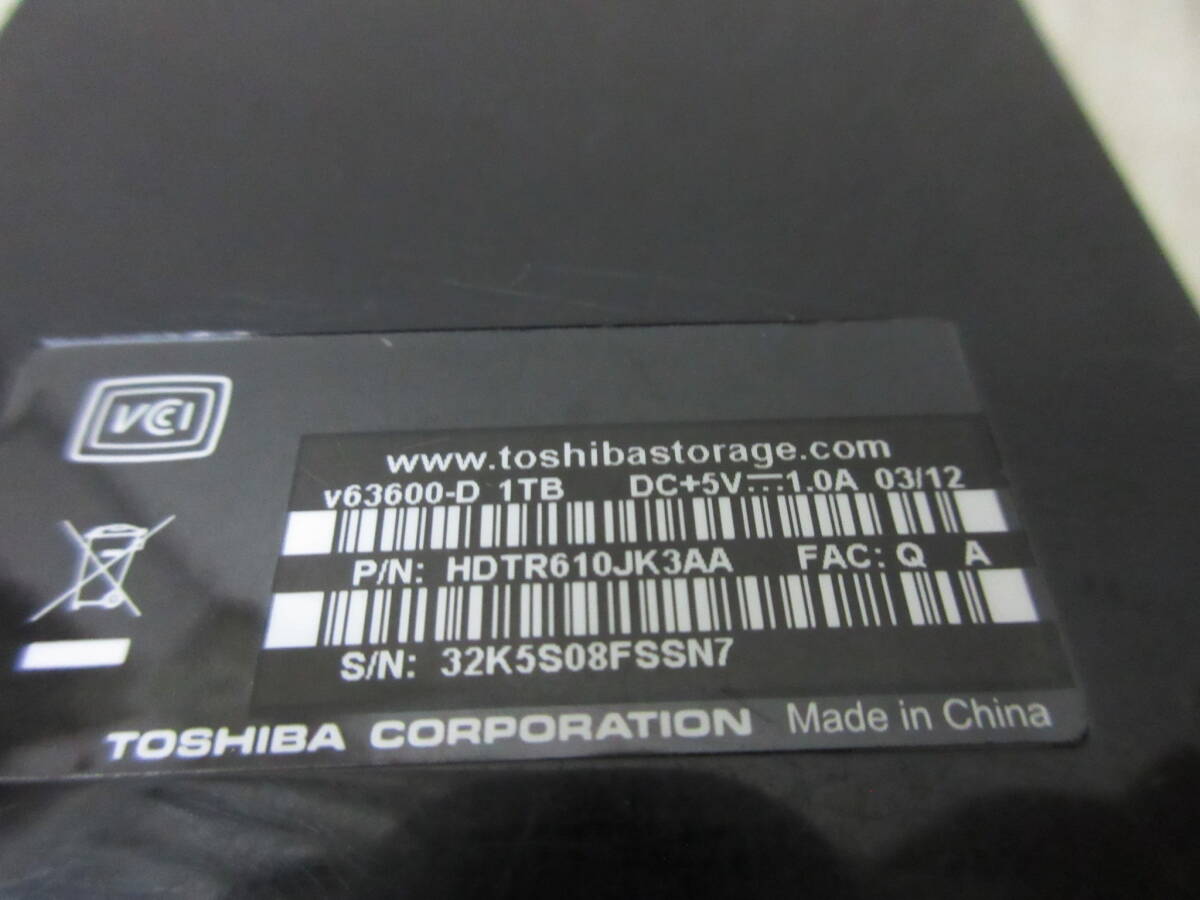 VCI
www.toshibastorage.com
v63600-D 1TB DC+5V⎓1.0A 03/12
P/N: HDTR610JK3AA FAC: Q A
S/N: 32K5S08FSSN7
TOSHIBA CORPORATION Made in China